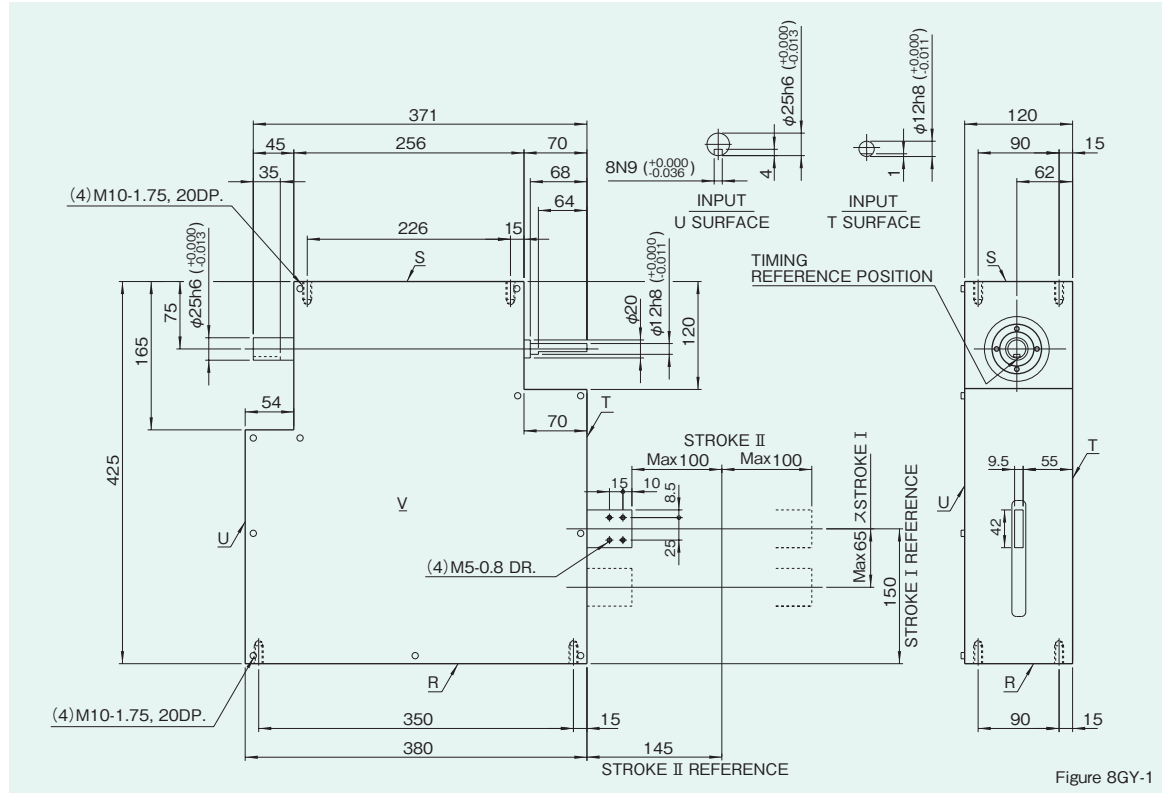 371
45
256
70
35
68
(4)M10-1.75, 20DP.
64
226
15
S
φ25h6 (+0.000 -0.013)
75
165
425
54
φ20
φ12h8 (+0.000 -0.011)
120
T
70
V
U
STROKE Ⅱ
Max100
Max100
15
10
8.5
25
(4)M5-0.8 DR.
Max65 ストローク STROKE Ⅰ
150
STROKE Ⅰ REFERENCE
R
(4)M10-1.75, 20DP.
350
15
380
145
STROKE Ⅱ REFERENCE
φ25h6 (+0.000 -0.013)
8N9 (+0.000 -0.036)
4
INPUT
U SURFACE
φ12h8 (+0.000 -0.011)
1
INPUT
T SURFACE
TIMING
REFERENCE POSITION
120
90
15
62
S
9.5
55
T
U
42
R
90
15
Figure 8GY-1